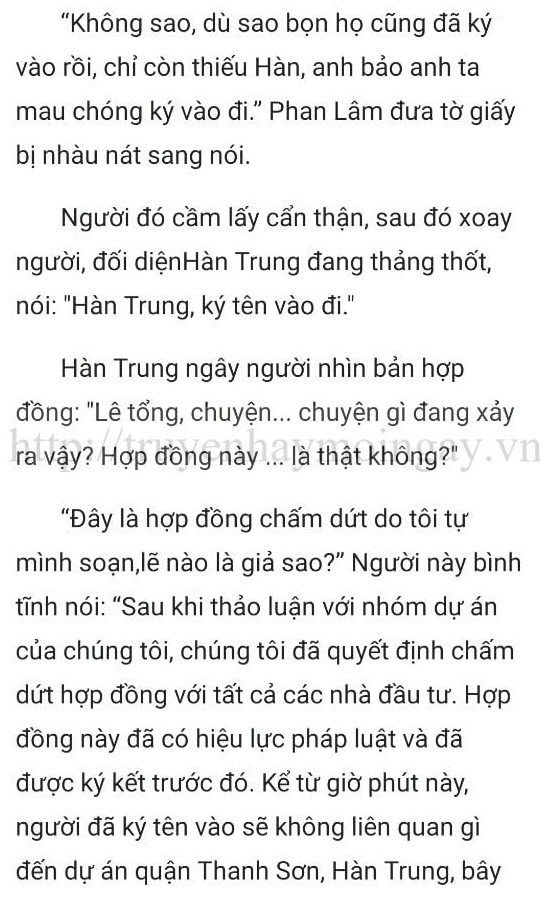 “Không sao, dù sao bọn họ cũng đã ký
vào rồi, chỉ còn thiếu Hàn, anh bảo anh ta
mau chóng ký vào đi.” Phan Lâm đưa tờ giấy
bị nhàu nát sang nói.
Người đó cầm lấy cẩn thận, sau đó xoay
người, đối diệnHàn Trung đang thảng thốt,
nói: "Hàn Trung, ký tên vào đi."
Hàn Trung ngây người nhìn bản hợp
đồng: "Lê tổng, chuyện... chuyện gì đang xảy
http://truyenhaymoingay.vn
ra vậy? Hợp đồng này ... là thật không?"
“Đây là hợp đồng chấm dứt do tôi tự
mình soạn,lẽ nào là giả sao?” Người này bình
tĩnh nói: “Sau khi thảo luận với nhóm dự án
của chúng tôi, chúng tôi đã quyết định chấm
dứt hợp đồng với tất cả các nhà đầu tư. Hợp
đồng này đã có hiệu lực pháp luật và đã
được ký kết trước đó. Kể từ giờ phút này,
người đã ký tên vào sẽ không liên quan gì
đến dự án quận Thanh Sơn, Hàn Trung, bây